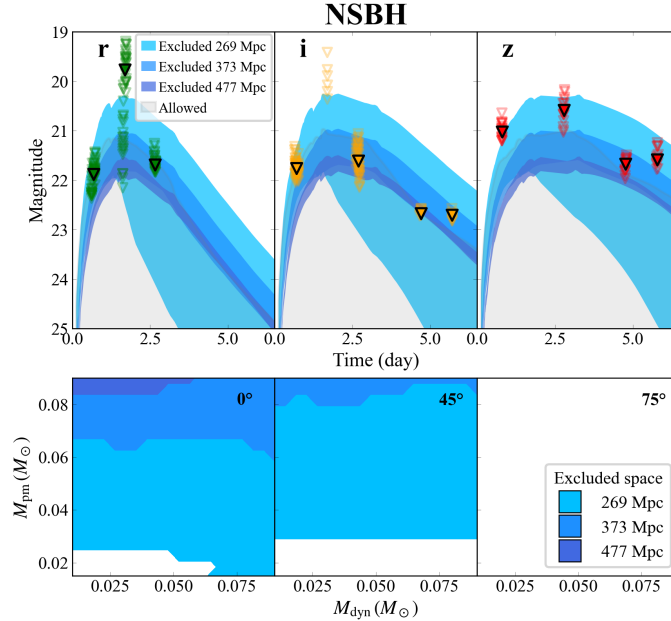 NSBH
r
i
z
Excluded 269 Mpc
Excluded 373 Mpc
Excluded 477 Mpc
Allowed
19
20
21
22
23
24
25
Magnitude
0.0
2.5
5.0
0.0
2.5
5.0
0.0
2.5
5.0
Time (day)
0°
45°
75°
0.08
0.06
0.04
0.02
M_pm (M_⊙)
Excluded space
269 Mpc
373 Mpc
477 Mpc
0.025
0.050
0.075
0.025
0.050
0.075
0.025
0.050
0.075
M_dyn (M_⊙)